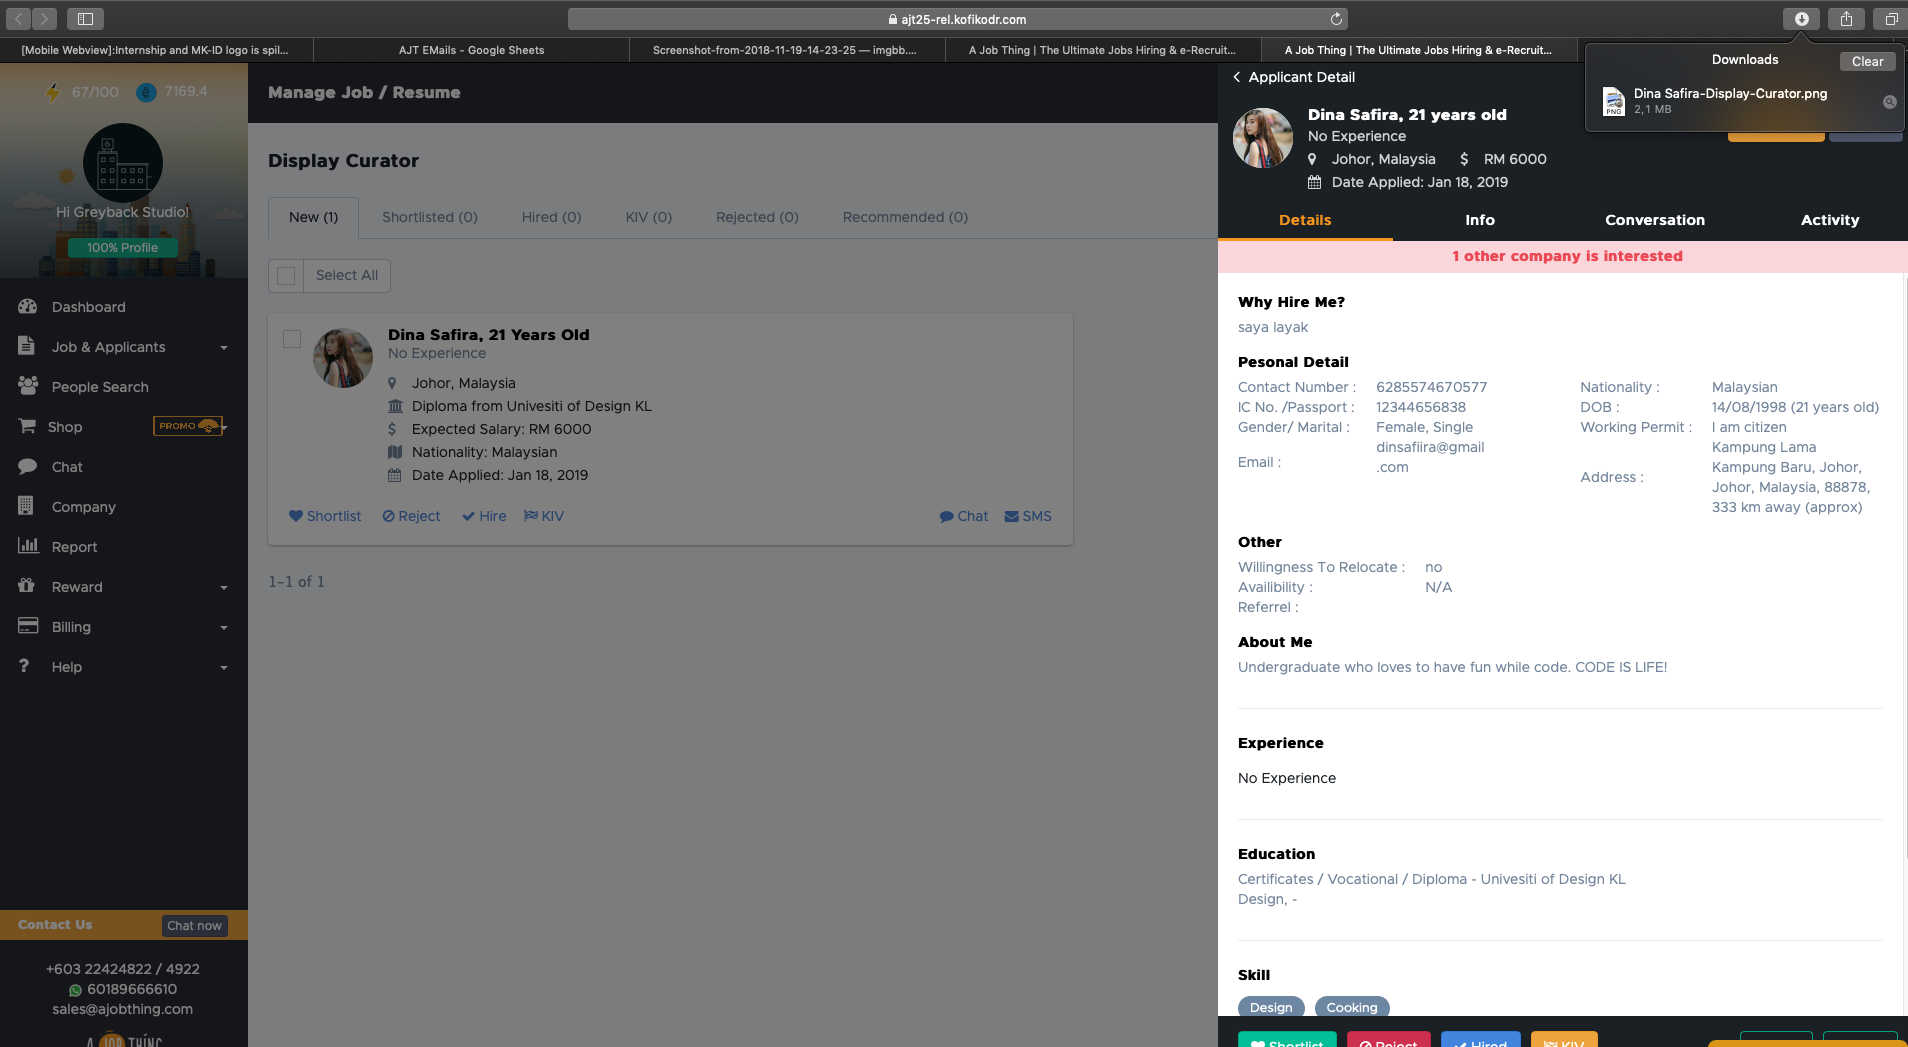 ajt25-rel.kofikodr.com
[Mobile Webview]:Internship and MK-ID logo is spil...
AJT EMails - Google Sheets
Screenshot-from-2018-11-19-14-23-25 — imgbb....
A Job Thing | The Ultimate Jobs Hiring & e-Recruit...
A Job Thing | The Ultimate Jobs Hiring & e-Recruit...
Downloads
Clear
Dina Safira-Display-Curator.png
2,1 MB
PNG
67/100
7169.4
Hi Greyback Studio!
100% Profile
Dashboard
Job & Applicants
People Search
Shop
PROMO
Chat
Company
Report
Reward
Billing
Help
Contact Us
Chat now
+603 22424822 / 4922
60189666610
sales@ajobthing.com
A JOB THING
Manage Job / Resume
Display Curator
New (1)
Shortlisted (0)
Hired (0)
KIV (0)
Rejected (0)
Recommended (0)
Select All
Dina Safira, 21 Years Old
No Experience
Johor, Malaysia
Diploma from Univesiti of Design KL
Expected Salary: RM 6000
Nationality: Malaysian
Date Applied: Jan 18, 2019
Shortlist
Reject
Hire
KIV
Chat
SMS
1–1 of 1
Applicant Detail
Dina Safira, 21 years old
No Experience
Johor, Malaysia
$ RM 6000
Date Applied: Jan 18, 2019
Details
Info
Conversation
Activity
1 other company is interested
Why Hire Me?
saya layak
Pesonal Detail
Contact Number : 6285574670577
IC No. /Passport : 12344656838
Gender/ Marital : Female, Single
Email : dinsafiira@gmail
.com
Nationality : Malaysian
DOB : 14/08/1998 (21 years old)
Working Permit : I am citizen
Address : Kampung Lama
Kampung Baru, Johor,
Johor, Malaysia, 88878,
333 km away (approx)
Other
Willingness To Relocate : no
Availibility : N/A
Referrel :
About Me
Undergraduate who loves to have fun while code. CODE IS LIFE!
Experience
No Experience
Education
Certificates / Vocational / Diploma - Univesiti of Design KL
Design, -
Skill
Design
Cooking
Shortlist
Reject
Hired
KIV